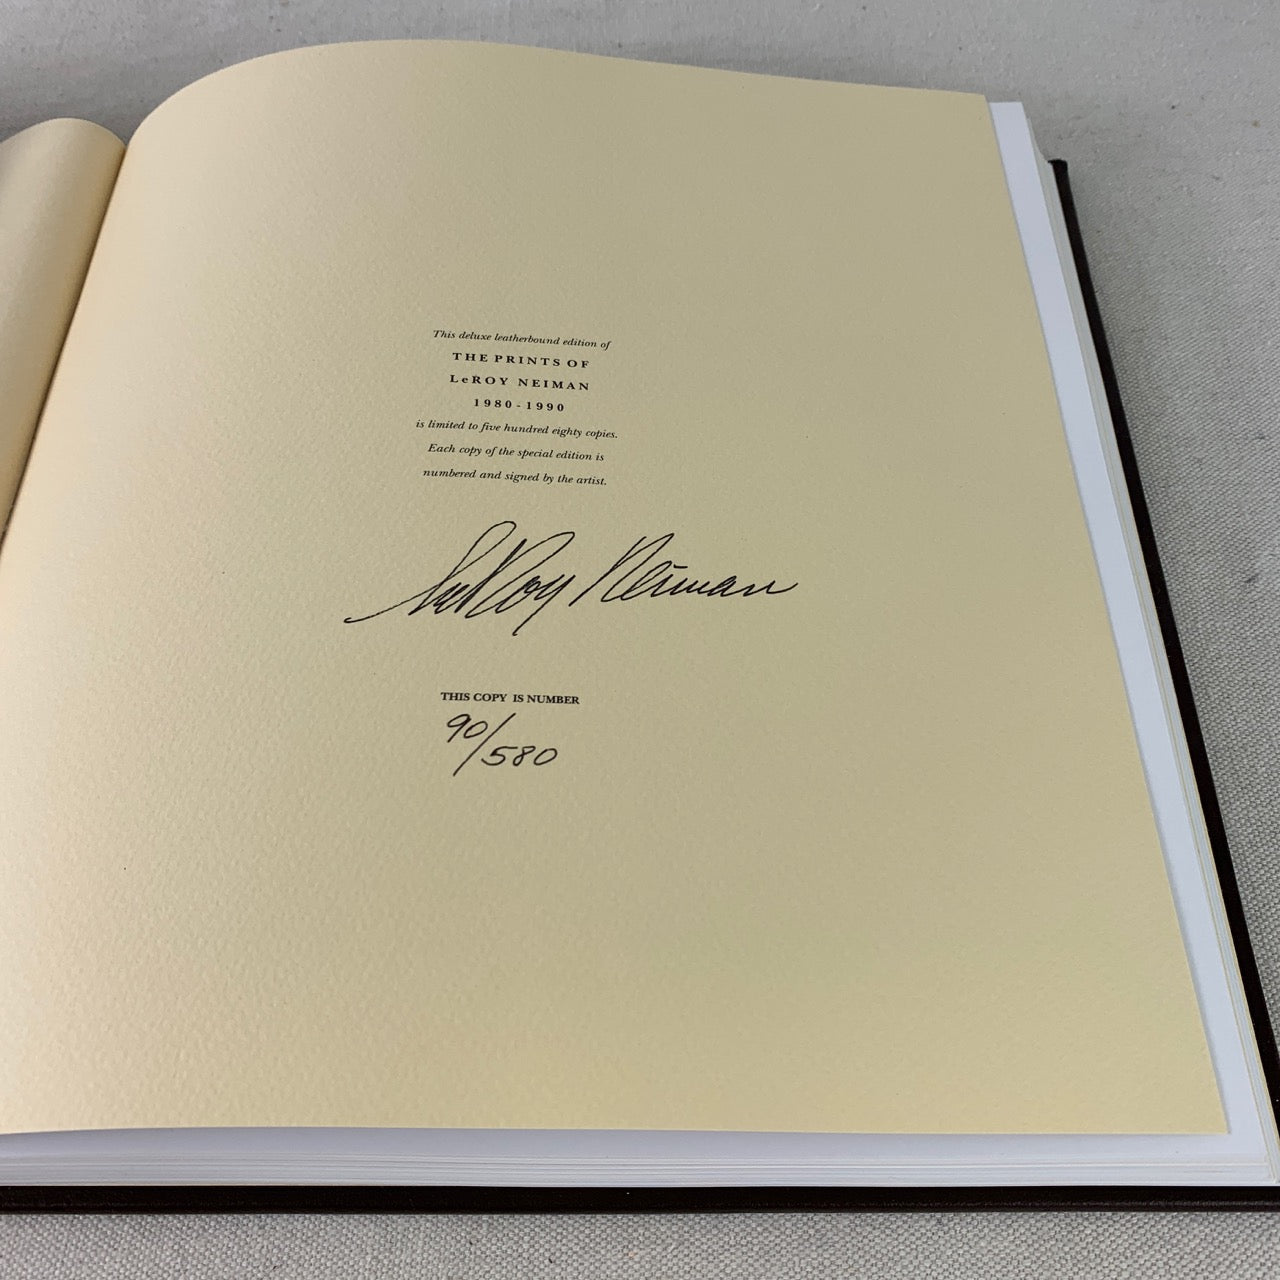 This deluxe leatherbound edition of
THE PRINTS OF
LeROY NEIMAN
1980-1990
is limited to five hundred eighty copies.
Each copy of the special edition is
numbered and signed by the artist.
LeRoy Neiman
THIS COPY IS NUMBER
90/580